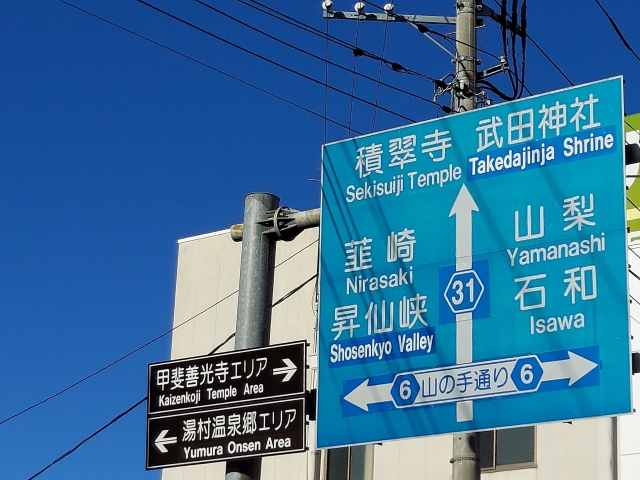 積翠寺 武田神社
Sekisuiji Temple Takedajinja Shrine
韮崎
Nirasaki
山梨
Yamanashi
昇仙峡
Shosenkyo Valley
31
石和
Isawa
6 山の手通り 6
甲斐善光寺エリア
Kaizenkoji Temple Area
湯村温泉郷エリア
Yumura Onsen Area